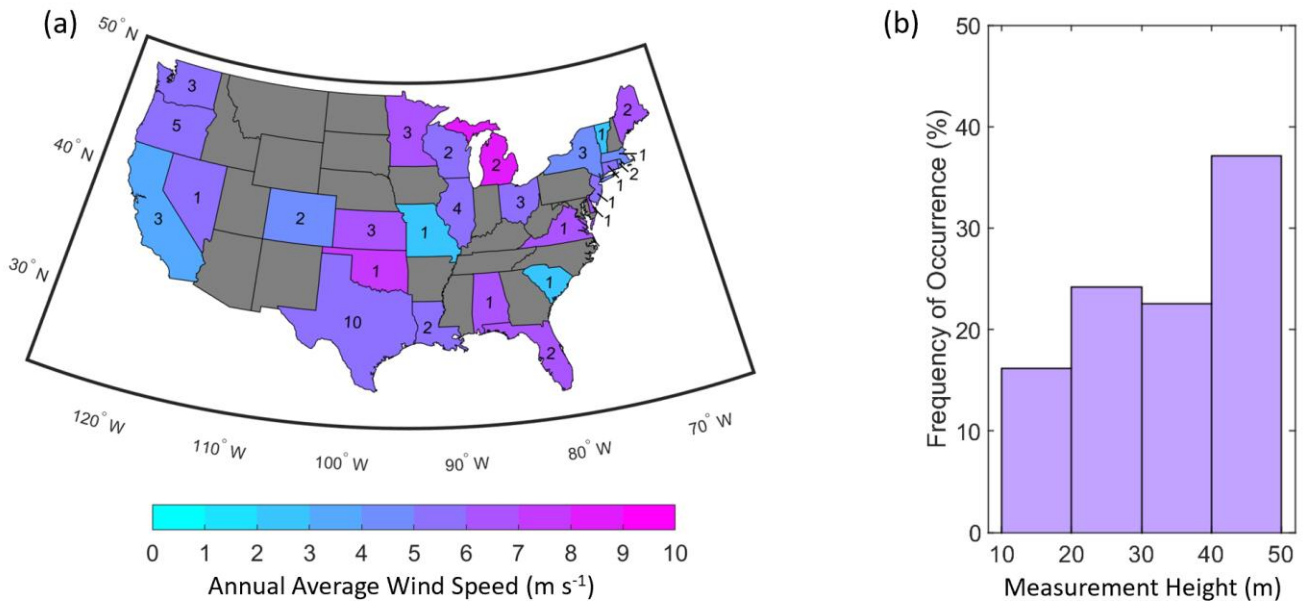 (a)
50° N
40° N
30° N
3
5
3
1
2
3
1
10
3
1
2
4
2
2
3
1
2
1
2
3
1
1
2
1
1
1
1
1
120° W
110° W
100° W
90° W
80° W
70° W
0 1 2 3 4 5 6 7 8 9 10
Annual Average Wind Speed (m s⁻¹)
(b)
Frequency of Occurrence (%)
50
40
30
20
10
0
10 20 30 40 50
Measurement Height (m)